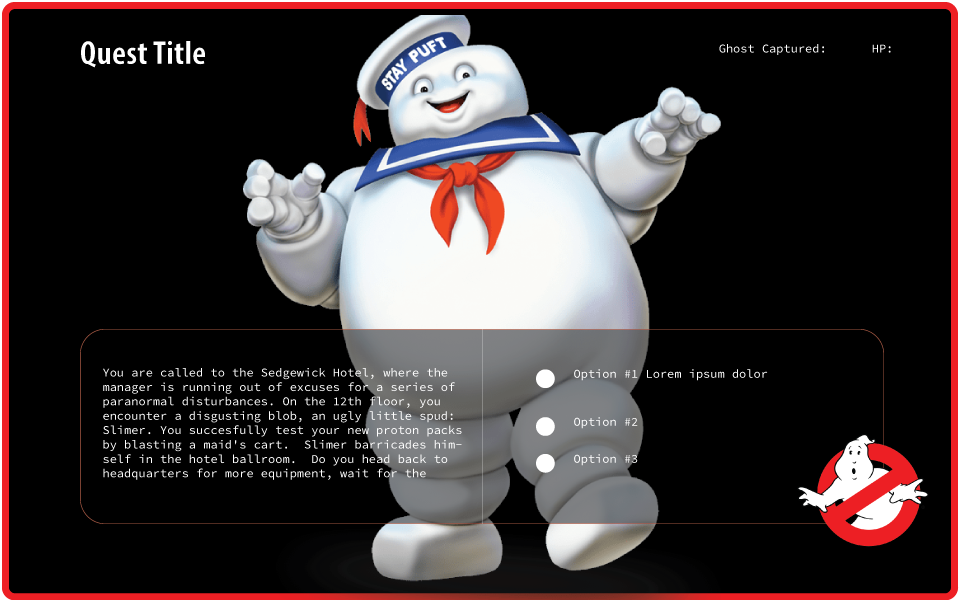 STAY PUFT
Quest Title
Ghost Captured:
HP:
You are called to the Sedgewick Hotel, where the
manager is running out of excuses for a series of
paranormal disturbances. On the 12th floor, you
encounter a disgusting blob, an ugly little spud:
Slimer. You succesfully test your new proton packs
by blasting a maid's cart.  Slimer barricades him-
self in the hotel ballroom.  Do you head back to
headquarters for more equipment, wait for the
Option #1 Lorem ipsum dolor
Option #2
Option #3